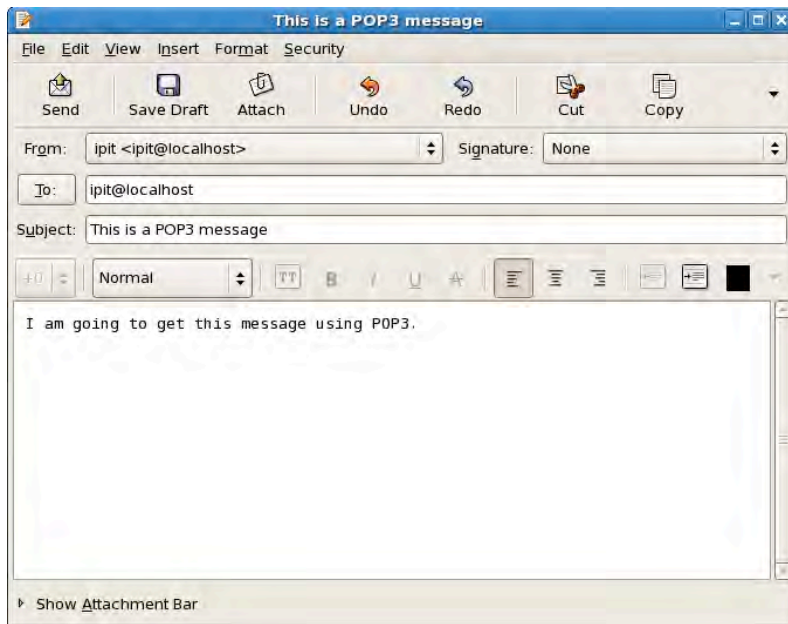 This is a POP3 message
File Edit View Insert Format Security
Send Save Draft Attach Undo Redo Cut Copy
From: ipit <ipit@localhost> Signature: None
To: ipit@localhost
Subject: This is a POP3 message
+0 Normal TT B I U A
I am going to get this message using POP3.
Show Attachment Bar